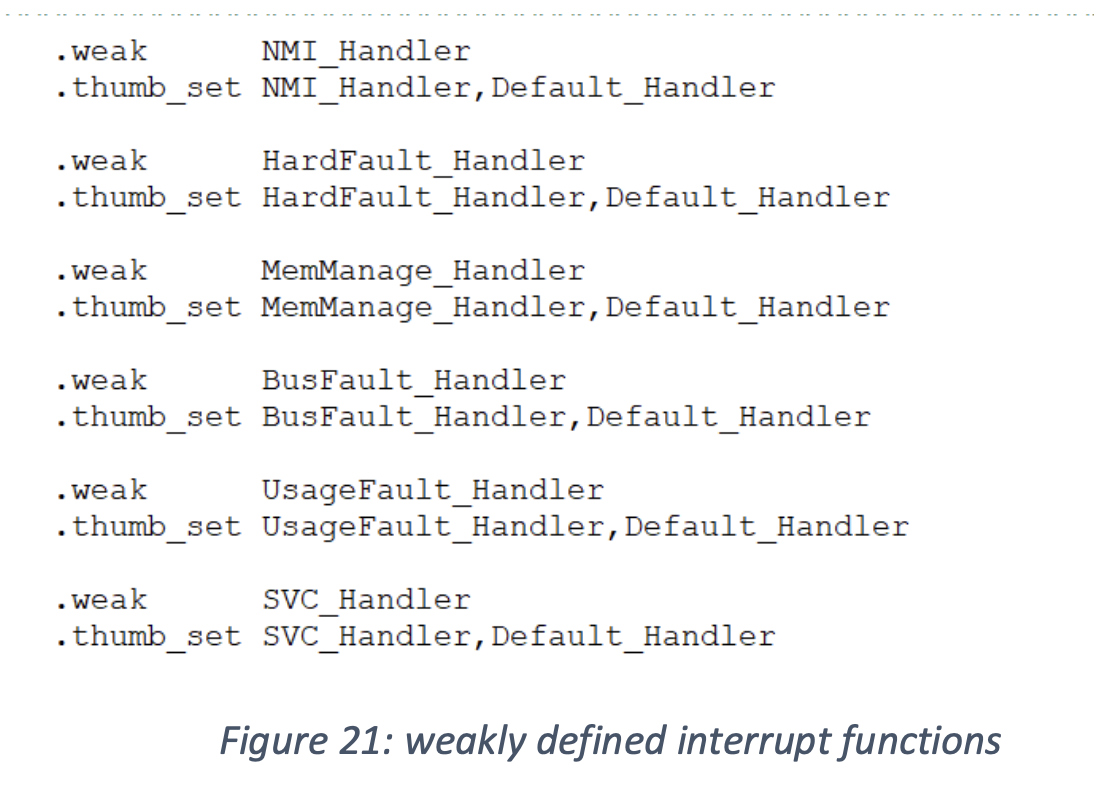 .weak NMI_Handler
.thumb_set NMI_Handler,Default_Handler
.weak HardFault_Handler
.thumb_set HardFault_Handler,Default_Handler
.weak MemManage_Handler
.thumb_set MemManage_Handler,Default_Handler
.weak BusFault_Handler
.thumb_set BusFault_Handler,Default_Handler
.weak UsageFault_Handler
.thumb_set UsageFault_Handler,Default_Handler
.weak SVC_Handler
.thumb_set SVC_Handler,Default_Handler
Figure 21: weakly defined interrupt functions